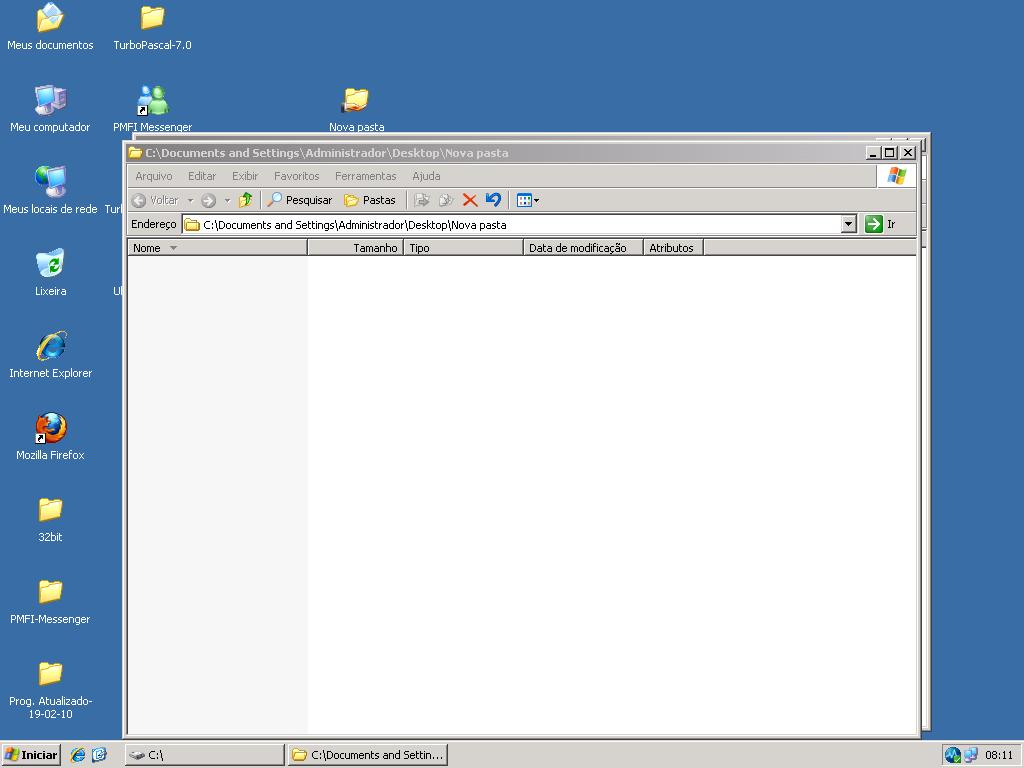 Meus documentos
TurboPascal-7.0
Meu computador
PMFI Messenger
Nova pasta
C:\Documents and Settings\Administrador\Desktop\Nova pasta
Arquivo Editar Exibir Favoritos Ferramentas Ajuda
Voltar Pesquisar Pastas
Endereço C:\Documents and Settings\Administrador\Desktop\Nova pasta Ir
Nome Tamanho Tipo Data de modificação Atributos
Meus locais de rede
Lixeira
Internet Explorer
Mozilla Firefox
32bit
PMFI-Messenger
Prog. Atualizado-
19-02-10
Iniciar C:\ C:\Documents and Settin... 08:11